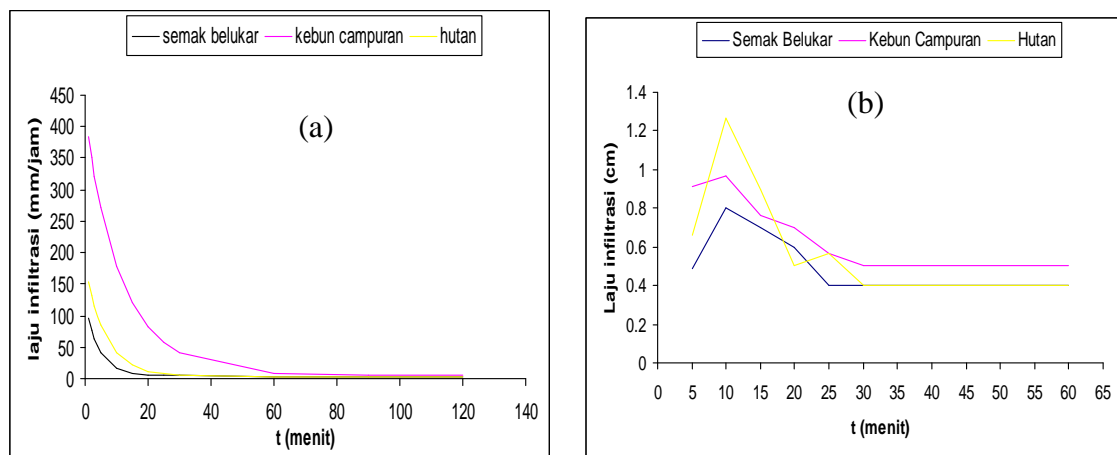 semak belukar kebun campuran hutan
(a)
laju infiltrasi (mm/jam)
450
400
350
300
250
200
150
100
50
0
0 20 40 60 80 100 120 140
t (menit)
Semak Belukar Kebun Campuran Hutan
(b)
Laju infiltrasi (cm)
1.4
1.2
1
0.8
0.6
0.4
0.2
0
0 5 10 15 20 25 30 35 40 45 50 55 60 65
t (menit)